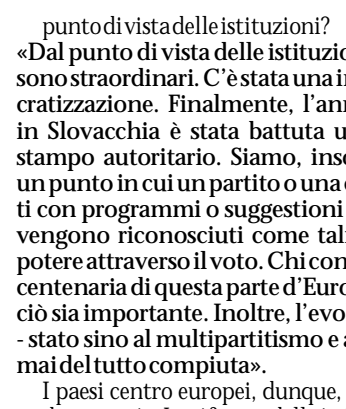 punto di vista delle istituzioni?
«Dal punto di vista delle
sono straordinari. C'è stata una
cratizzazione. Finalmente,
in Slovacchia è stata battuta
stampo autoritario. Siamo,
un punto in cui un partito o una
ti con programmi o suggestioni
vengono riconosciuti come
potere attraverso il voto. Chi
centenaria di questa parte
ciò sia importante. Inoltre,
- stato sino al multipartitismo e
mai del tutto compiuta».
I paesi centro europei, dunque,